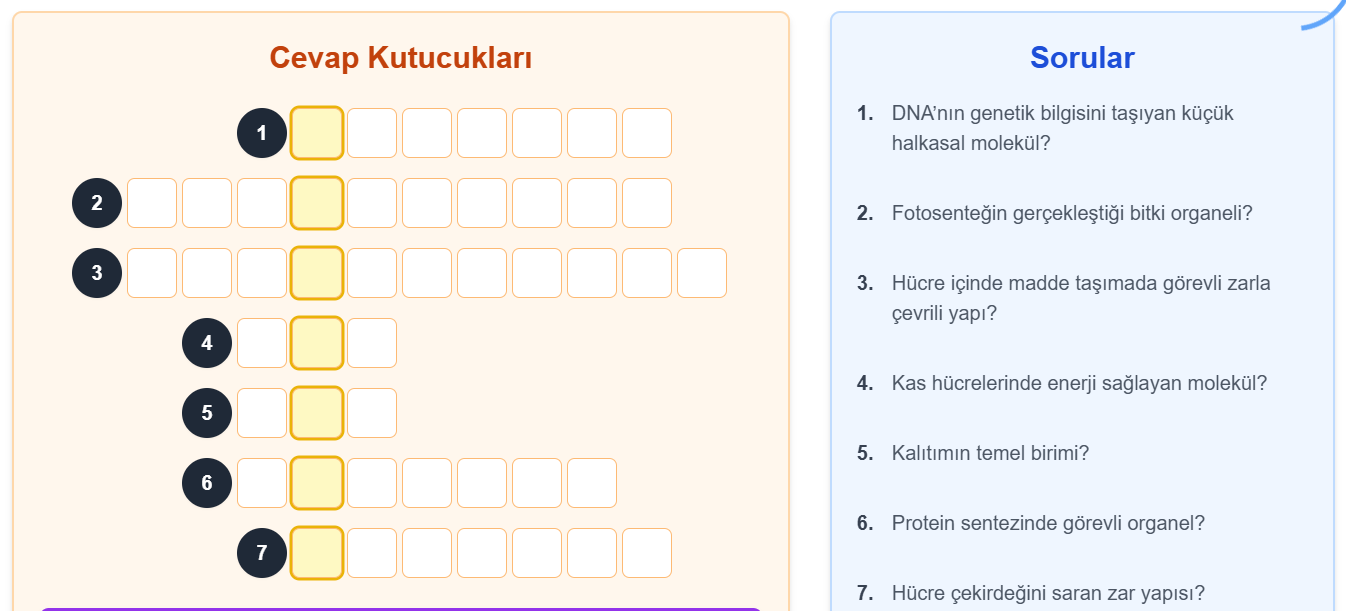 Cevap Kutucukları
1
2
3
4
5
6
7
Sorular
1. DNA’nın genetik bilgisini taşıyan küçük
halkasal molekül?
2. Fotosenteğin gerçekleştiği bitki organeli?
3. Hücre içinde madde taşımada görevli zarla
çevrili yapı?
4. Kas hücrelerinde enerji sağlayan molekül?
5. Kalıtımın temel birimi?
6. Protein sentezinde görevli organel?
7. Hücre çekirdeğini saran zar yapısı?